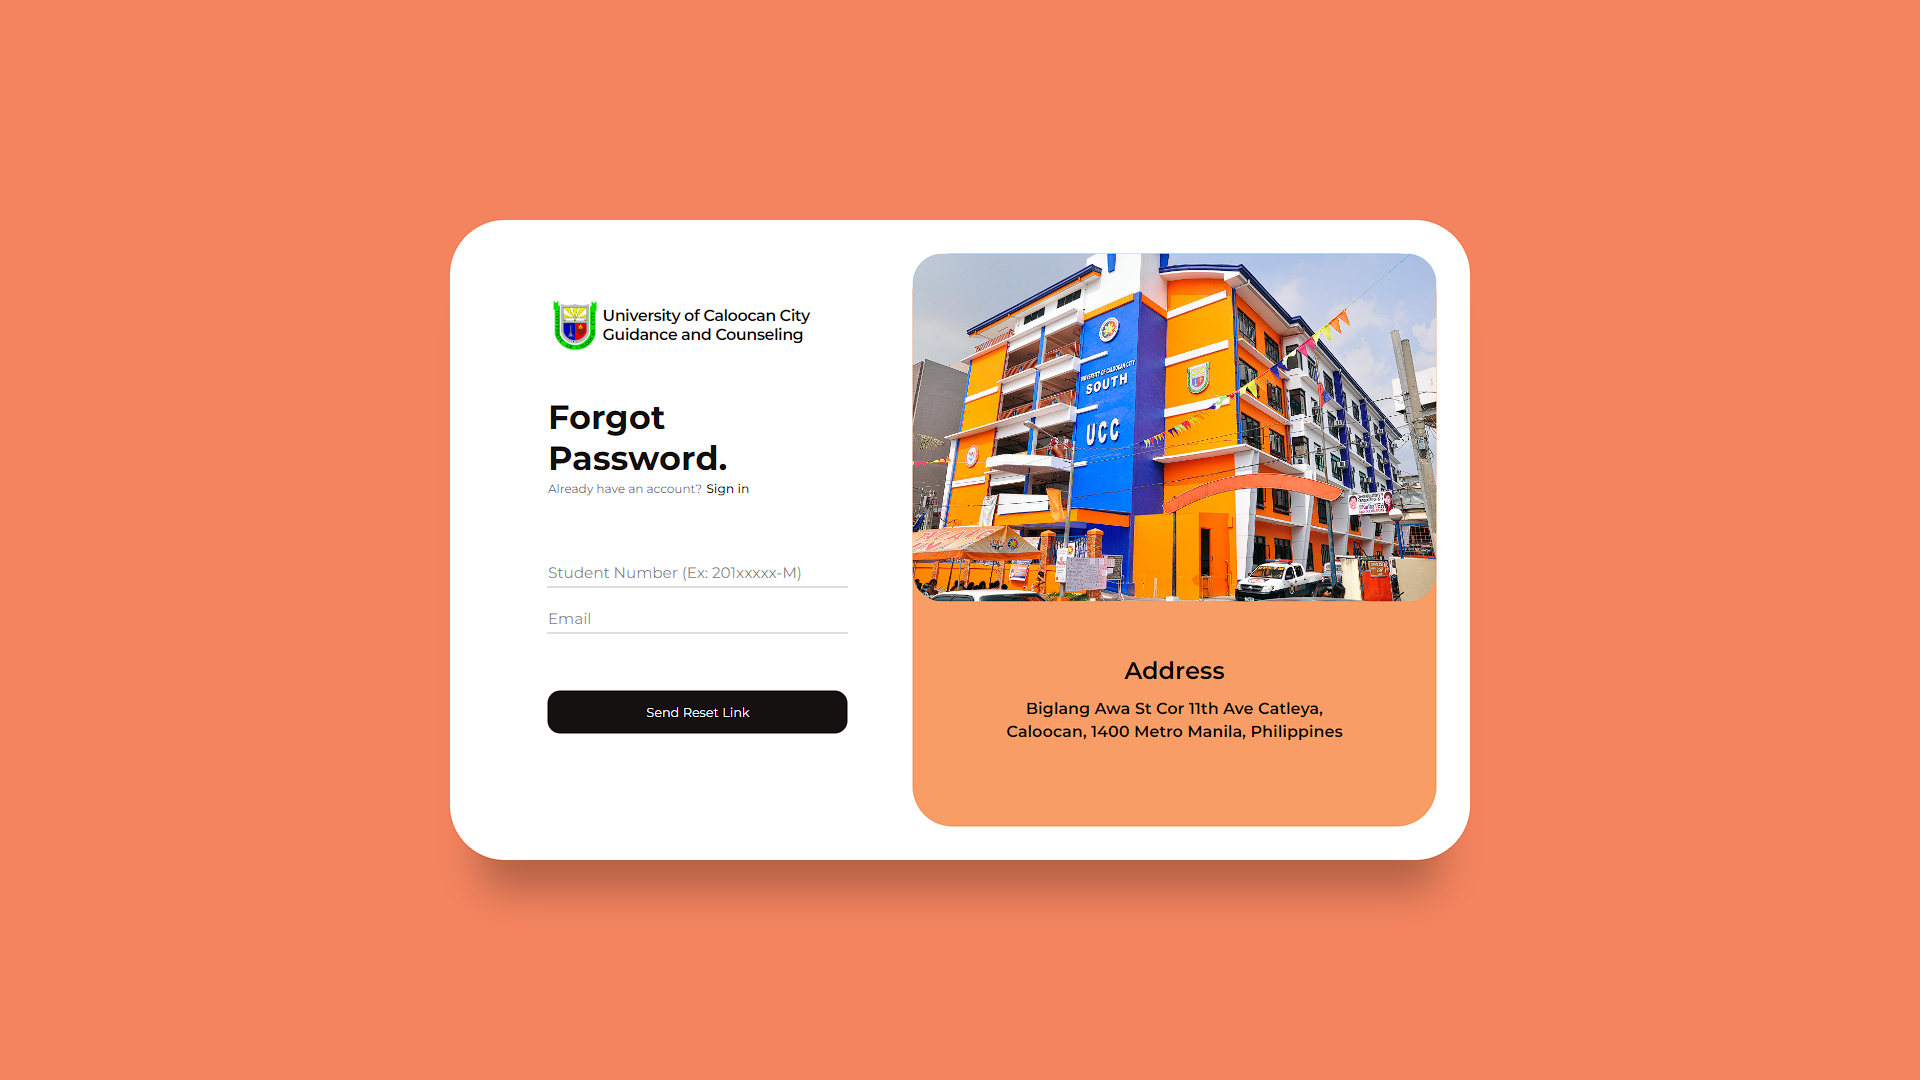 University of Caloocan City
Guidance and Counseling
Forgot
Password.
Already have an account? Sign in
Student Number (Ex: 201xxxxx-M)
Email
Send Reset Link
UNIVERSITY OF CALOOCAN CITY
SOUTH
UCC
Address
Biglang Awa St Cor 11th Ave Catleya,
Caloocan, 1400 Metro Manila, Philippines